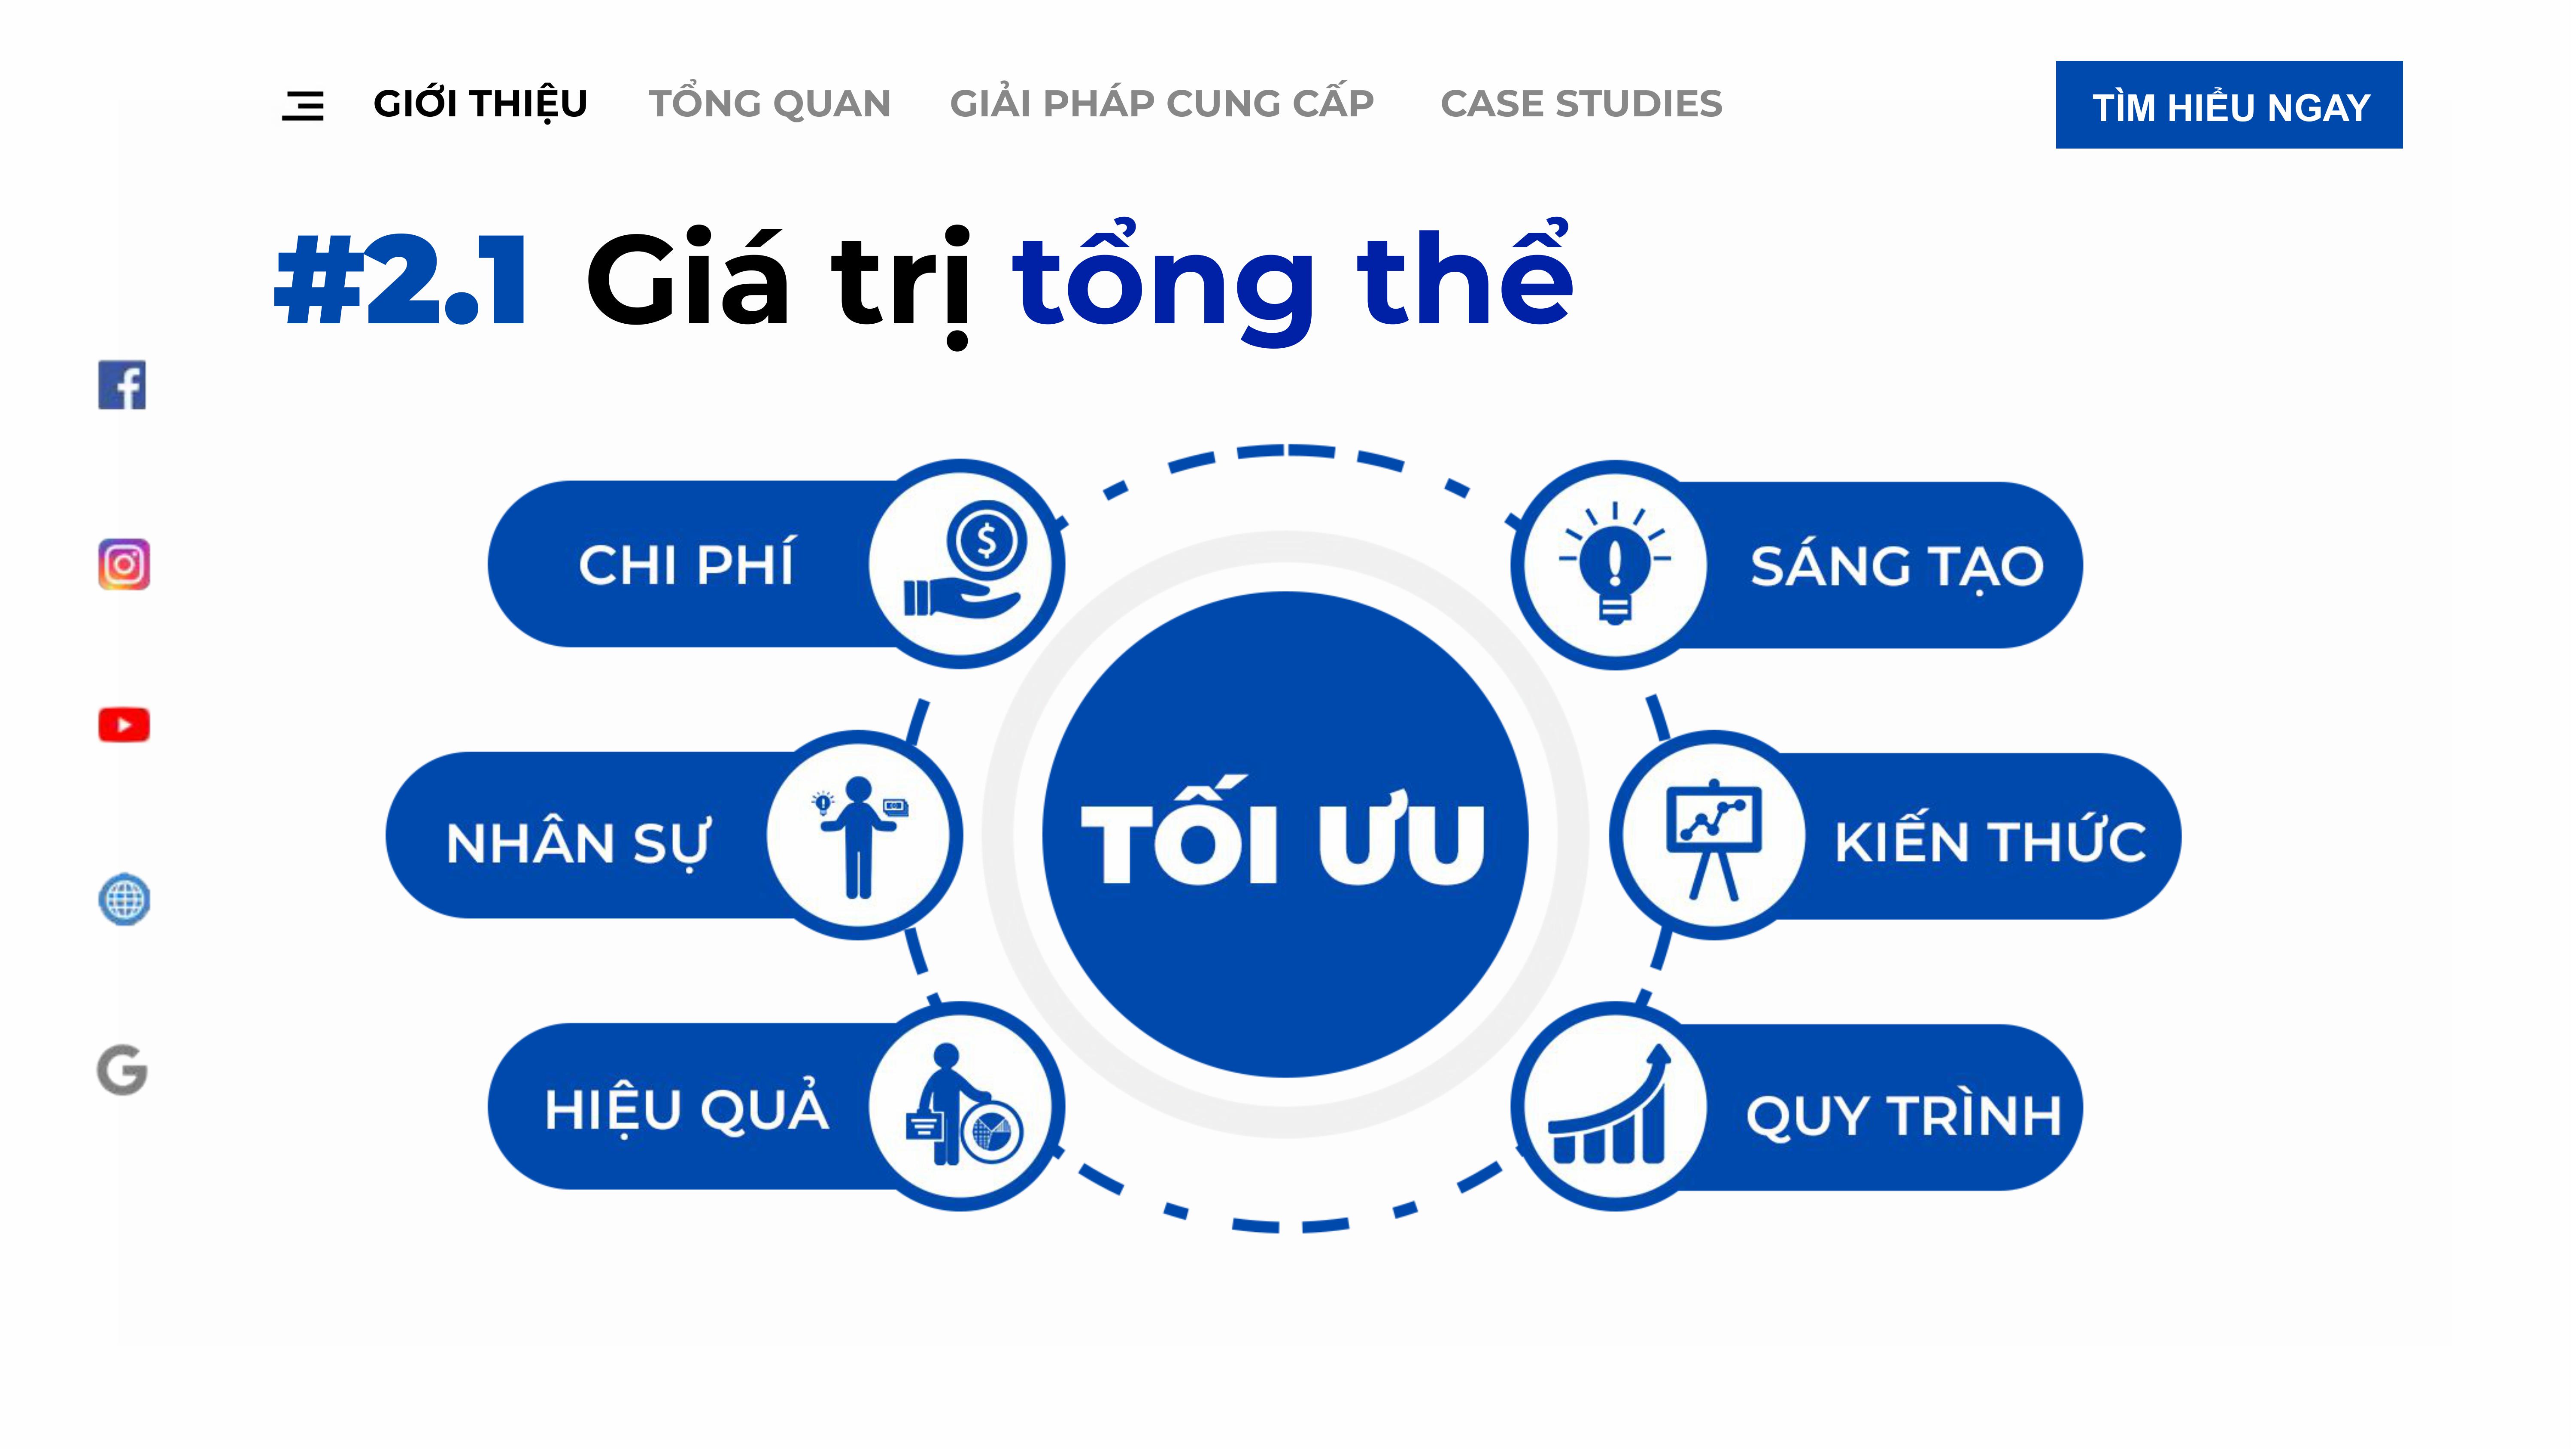 GIỚI THIỆU
TỔNG QUAN
GIẢI PHÁP CUNG CẤP
CASE STUDIES
TÌM HIỂU NGAY
#2.1 Giá trị tổng thể
CHI PHÍ
SÁNG TẠO
NHÂN SỰ
TỐI ƯU
KIẾN THỨC
HIỆU QUẢ
QUY TRÌNH